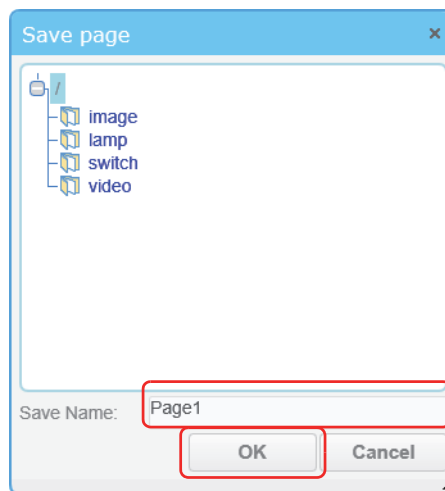 Save page ×
/
image
lamp
switch
video
Save Name: Page1
OK Cancel